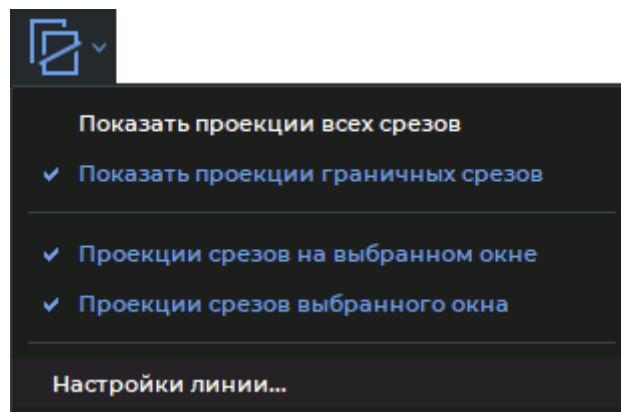 Показать проекции всех срезов
Показать проекции граничных срезов
Проекции срезов на выбранном окне
Проекции срезов выбранного окна
Настройки линии...